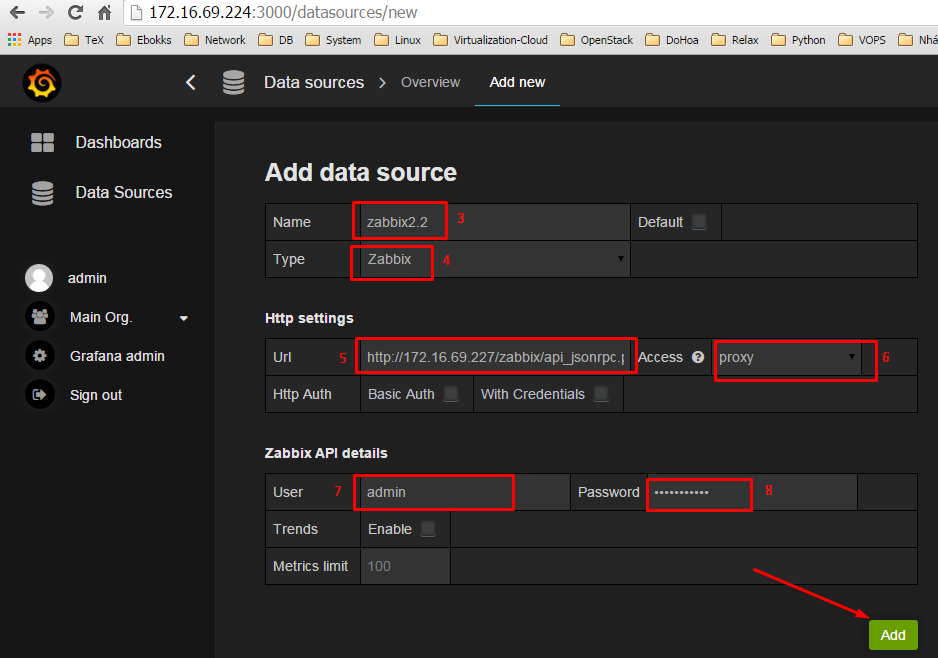 172.16.69.224:3000/datasources/new
Apps TeX Ebokks Network DB System Linux Virtualization-Cloud OpenStack DoHoa Relax Python VOPS Nhá
Data sources > Overview Add new
Dashboards
Data Sources
admin
Main Org.
Grafana admin
Sign out
Add data source
Name zabbix2.2 3 Default
Type Zabbix 4
Http settings
Url 5 http://172.16.69.227/zabbix/api_jsonrpc.p Access ? proxy 6
Http Auth Basic Auth With Credentials
Zabbix API details
User 7 admin Password ••••••••••• 8
Trends Enable
Metrics limit 100
Add